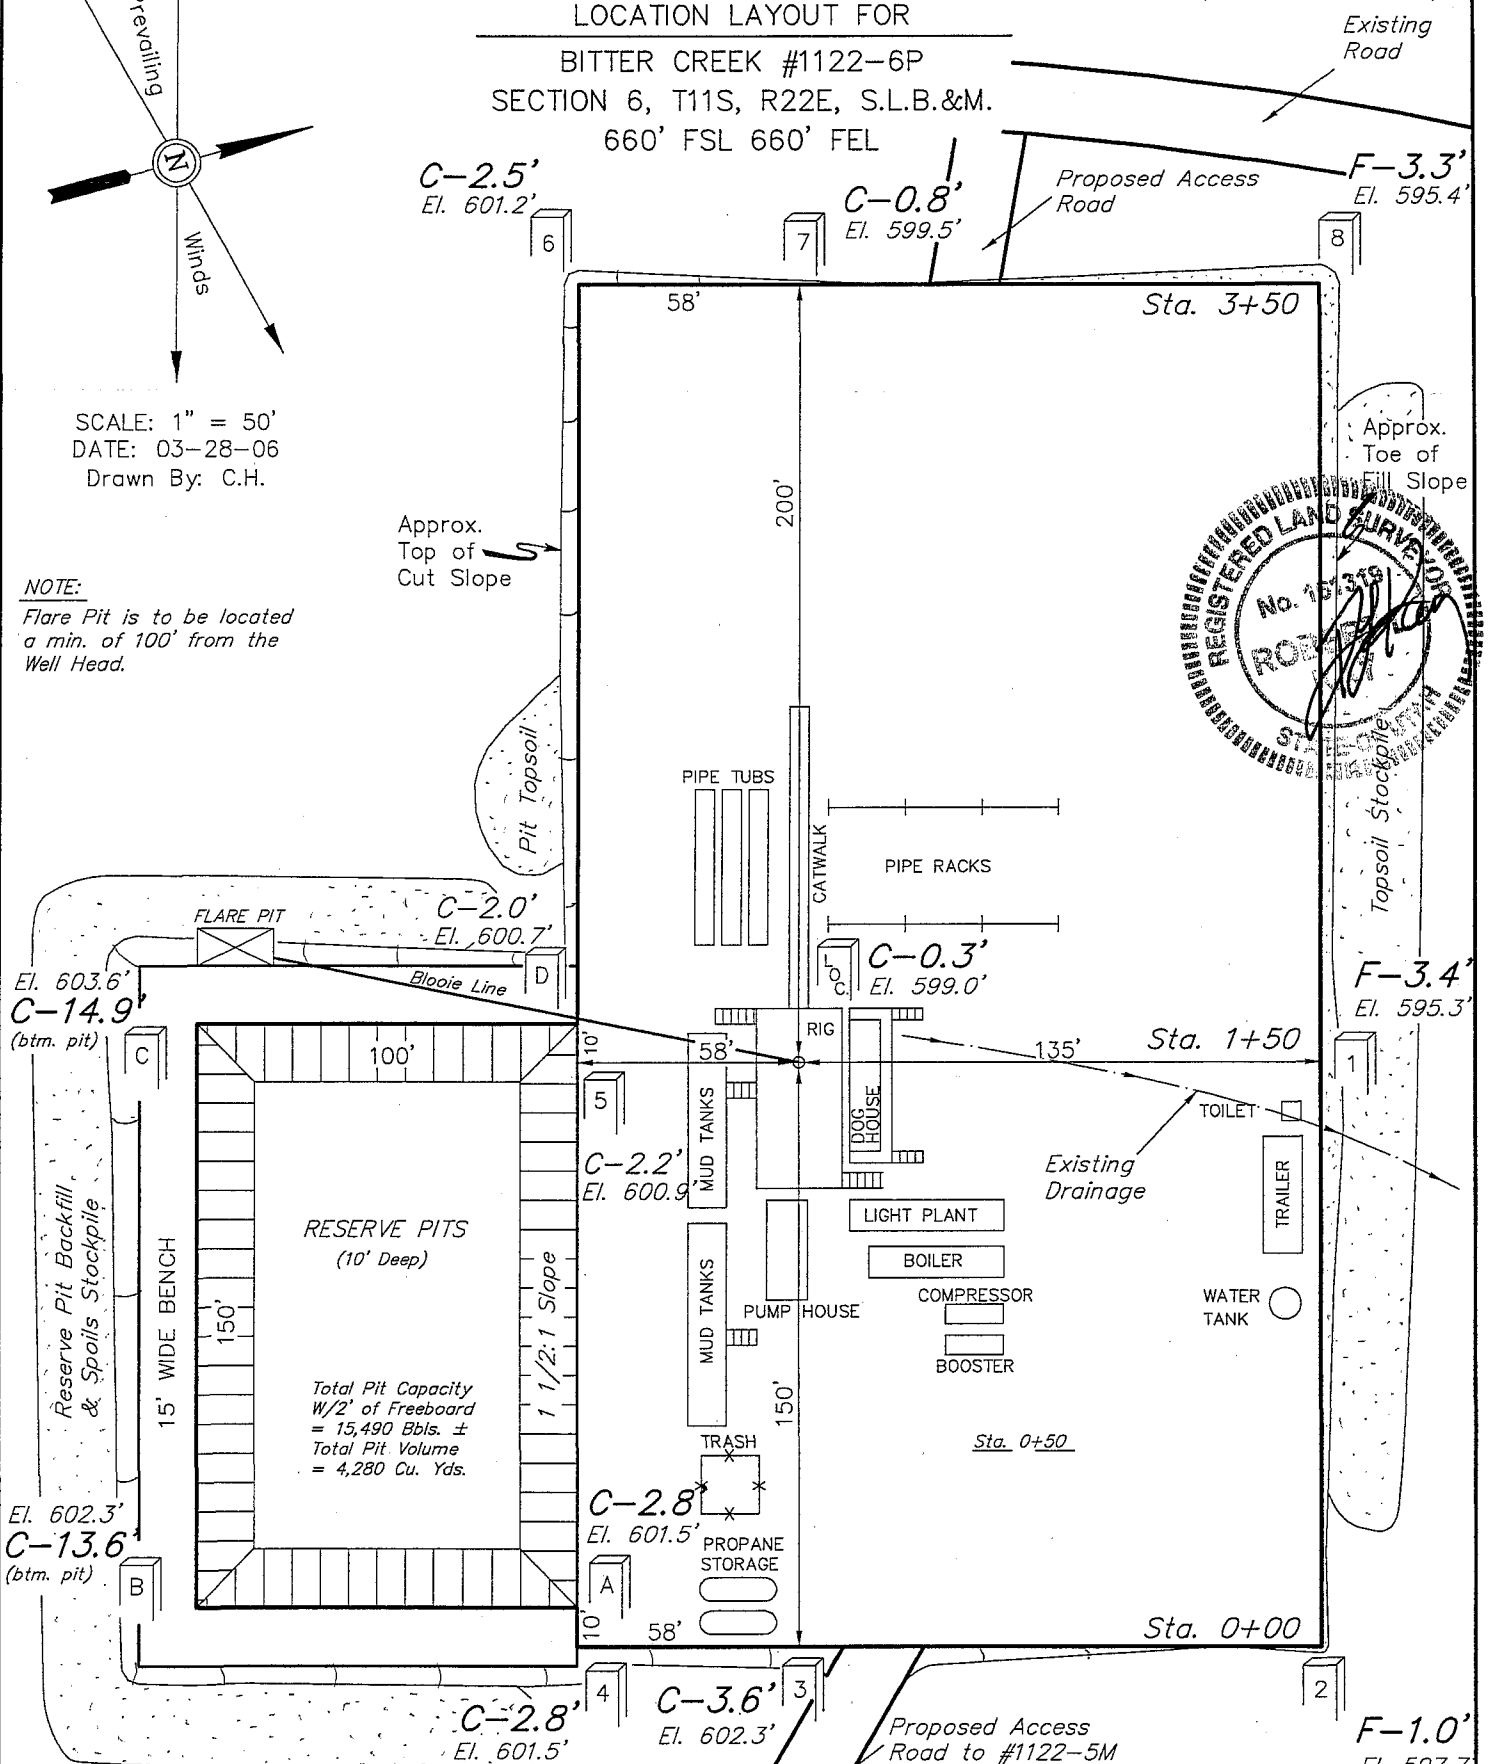 LOCATION LAYOUT FOR
BITTER CREEK #1122-6P
SECTION 6, T11S, R22E, S.L.B.&M.
660' FSL 660' FEL
Existing
Road
Prevailing
N
Winds
C-2.5'
El. 601.2'
6
C-0.8'
El. 599.5'
7
Proposed Access
Road
F-3.3'
El. 595.4'
8
58'
Sta. 3+50
SCALE: 1" = 50'
DATE: 03-28-06
Drawn By: C.H.
Approx.
Top of
Cut Slope
200'
Approx.
Toe of
Fill Slope
NOTE:
Flare Pit is to be located
a min. of 100' from the
Well Head.
REGISTERED LAND SURVEYOR
No. 161319
STATE OF UTAH
Pit Topsoil
PIPE TUBS
CATWALK
PIPE RACKS
Topsoil Stockpile
FLARE PIT
C-2.0'
El. 600.7'
D
Blooie Line
LOC.
C-0.3'
El. 599.0'
F-3.4'
El. 595.3'
1
El. 603.6'
C-14.9'
(btm. pit)
C
100'
10'
58'
RIG
135'
Sta. 1+50
5
C-2.2'
El. 600.9'
MUD TANKS
DOG
HOUSE
TOILET
Existing
Drainage
TRAILER
Reserve Pit Backfill
& Spoils Stockpile
15' WIDE BENCH
150'
RESERVE PITS
(10' Deep)
1 1/2:1 Slope
MUD TANKS
LIGHT PLANT
BOILER
COMPRESSOR
PUMP HOUSE
BOOSTER
WATER
TANK
Total Pit Capacity
W/2' of Freeboard
= 15,490 Bbls. ±
Total Pit Volume
= 4,280 Cu. Yds.
150'
Sta. 0+50
TRASH
C-2.8'
El. 601.5'
PROPANE
STORAGE
El. 602.3'
C-13.6'
(btm. pit)
B
A
10'
58'
Sta. 0+00
C-2.8'
El. 601.5'
4
C-3.6'
El. 602.3'
3
Proposed Access
Road to #1122-5M
2
F-1.0'